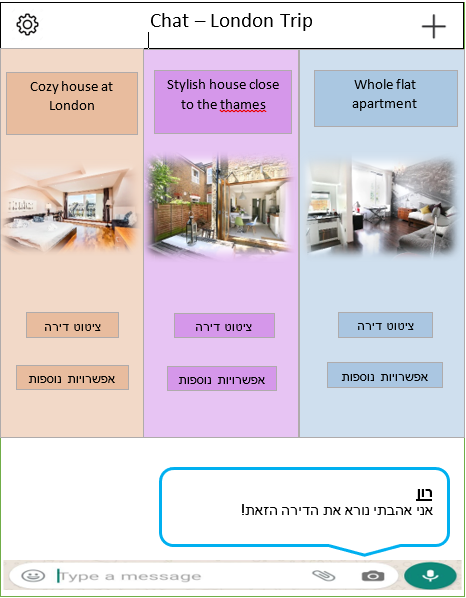 Chat – London Trip
Cozy house at
London
Stylish house close
to the thames
Whole flat
apartment
ציטוט דירה
ציטוט דירה
ציטוט דירה
אפשרויות נוספות
אפשרויות נוספות
אפשרויות נוספות
רון
אני אהבתי נורא את הדירה הזאת!
Type a message